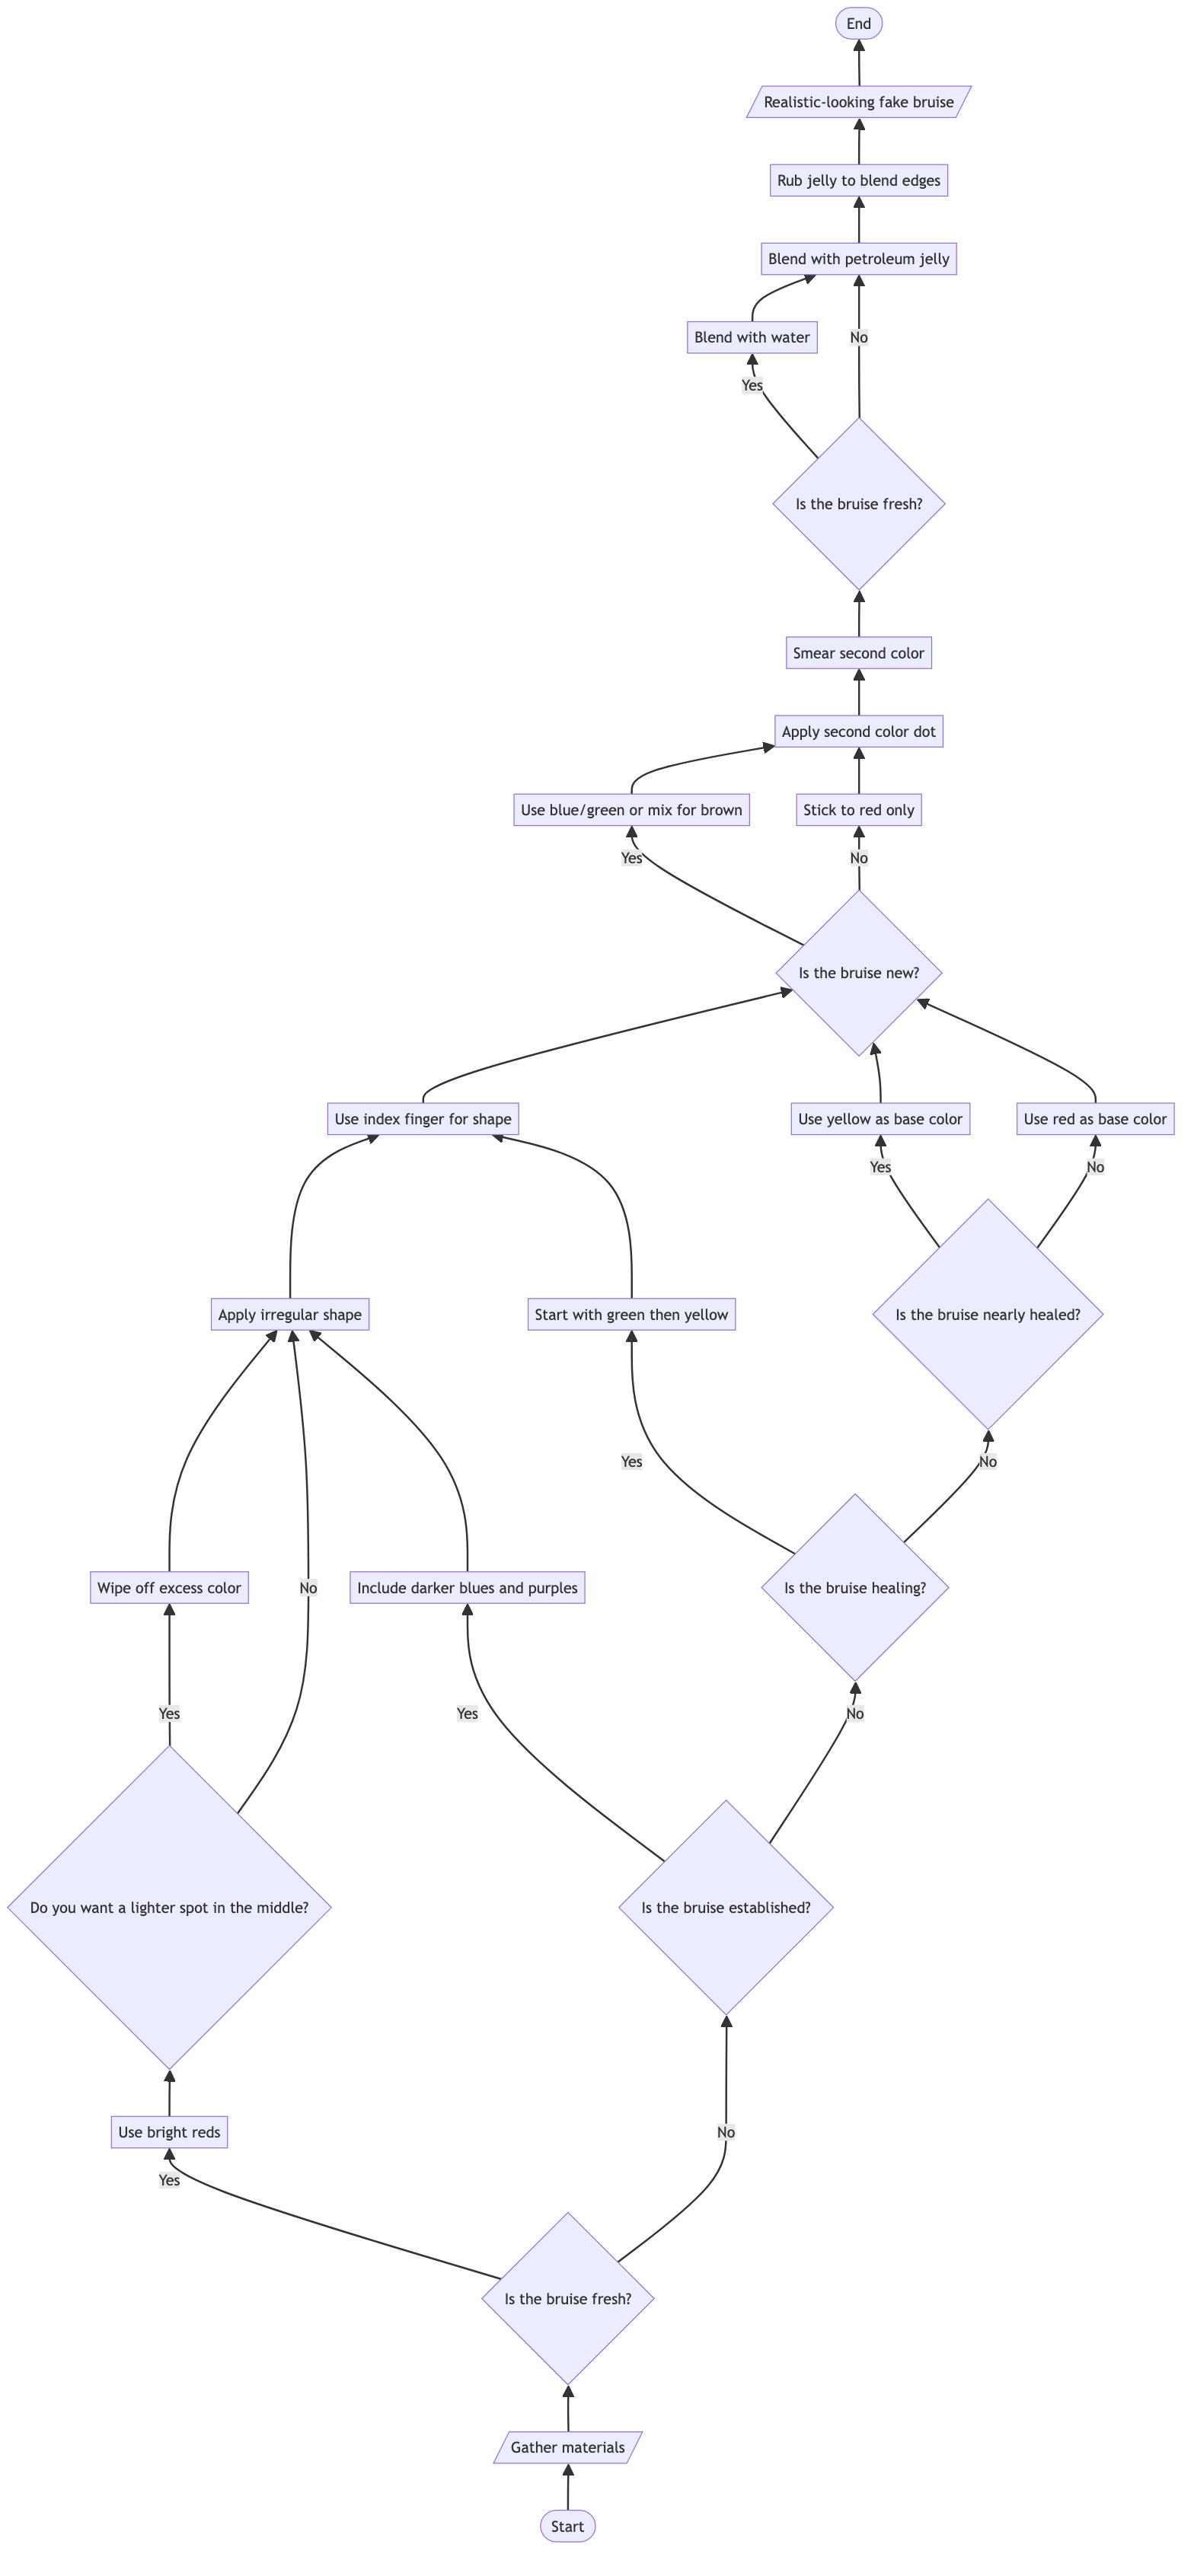 End
Realistic-looking fake bruise
Rub jelly to blend edges
Blend with petroleum jelly
Blend with water
No
Yes
Is the bruise fresh?
Smear second color
Apply second color dot
Use blue/green or mix for brown
Stick to red only
Yes
No
Is the bruise new?
Use index finger for shape
Use yellow as base color
Use red as base color
Yes
No
Apply irregular shape
Start with green then yellow
Is the bruise nearly healed?
Yes
No
Wipe off excess color
No
Include darker blues and purples
Is the bruise healing?
Yes
Yes
No
Do you want a lighter spot in the middle?
Is the bruise established?
Use bright reds
No
Yes
Is the bruise fresh?
Gather materials
Start